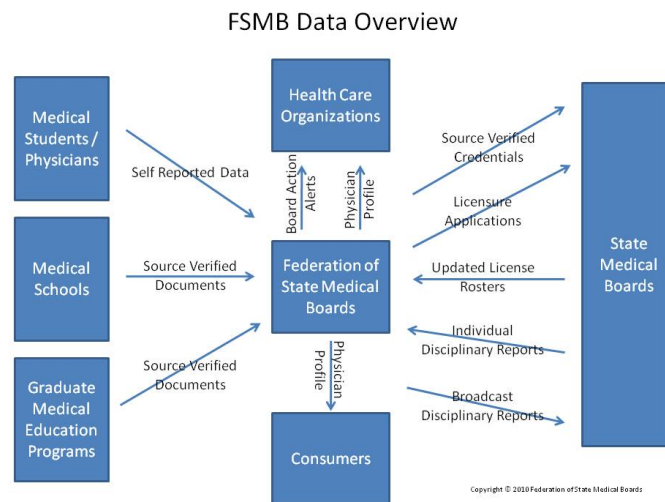 FSMB Data Overview
Medical
Students /
Physicians
Self Reported Data
Medical
Schools
Source Verified
Documents
Graduate
Medical
Education
Programs
Source Verified
Documents
Health Care
Organizations
Board Action
Alerts
Physician
Profile
Federation of
State Medical
Boards
Physician
Profile
Consumers
Source Verified
Credentials
Licensure
Applications
Updated License
Rosters
Individual
Disciplinary Reports
Broadcast
Disciplinary Reports
State
Medical
Boards
Copyright © 2010 Federation of State Medical Boards